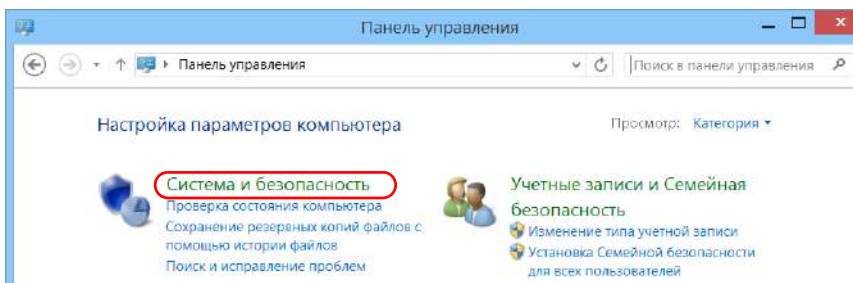 Панель управления
Панель управления
Поиск в панели управления
Настройка параметров компьютера
Просмотр: Категория
Система и безопасность
Проверка состояния компьютера
Сохранение резервных копий файлов с
помощью истории файлов
Поиск и исправление проблем
Учетные записи и Семейная
безопасность
Изменение типа учетной записи
Установка Семейной безопасности
для всех пользователей